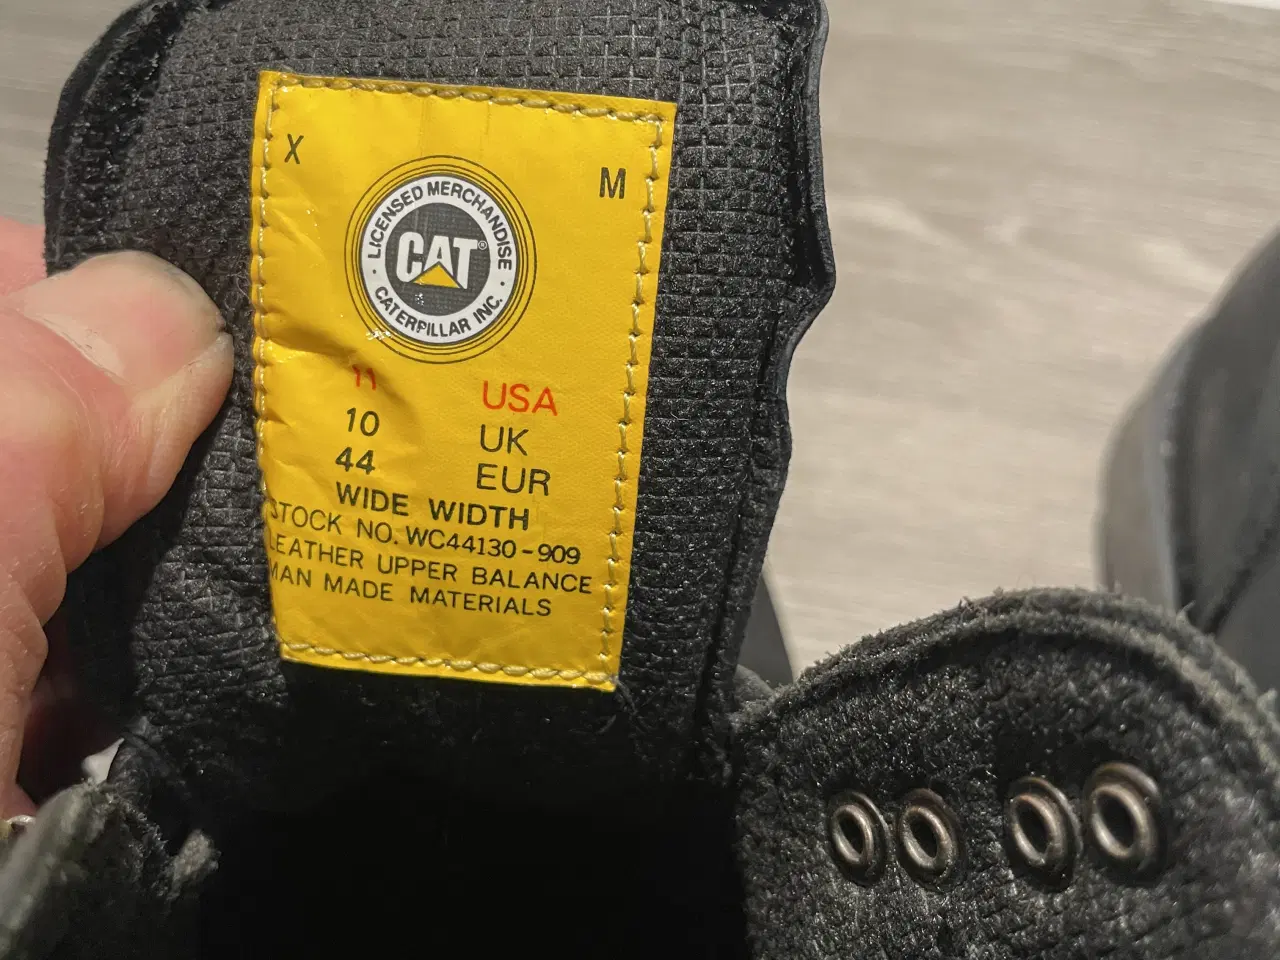 X
M
LICENSED MERCHANDISE
CAT®
CATERPILLAR INC.
11 USA
10 UK
44 EUR
WIDE WIDTH
STOCK NO. WC44130-909
LEATHER UPPER BALANCE
MAN MADE MATERIALS